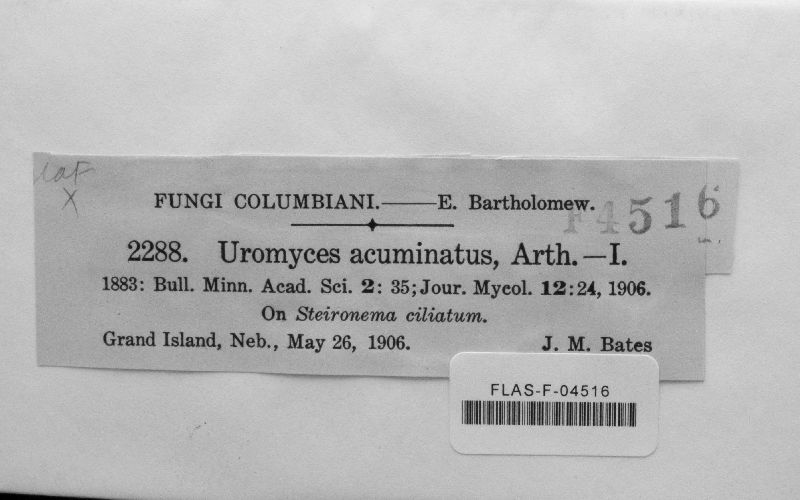 leaf
X
FUNGI COLUMBIANI.——E. Bartholomew.
F4516
2288. Uromyces acuminatus, Arth.—I.
1883: Bull. Minn. Acad. Sci. 2: 35; Jour. Mycol. 12:24, 1906.
On Steironema ciliatum.
Grand Island, Neb., May 26, 1906. J. M. Bates
FLAS-F-04516